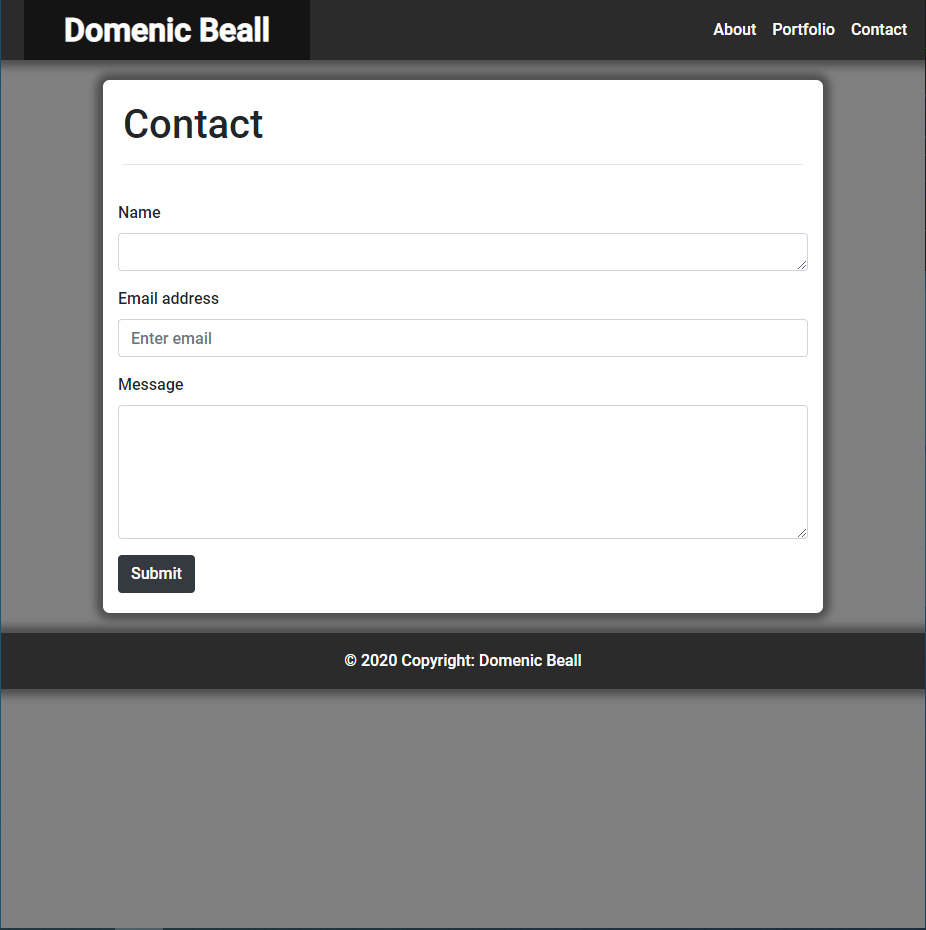 Domenic Beall
About Portfolio Contact
Contact
Name
Email address
Enter email
Message
Submit
© 2020 Copyright: Domenic Beall